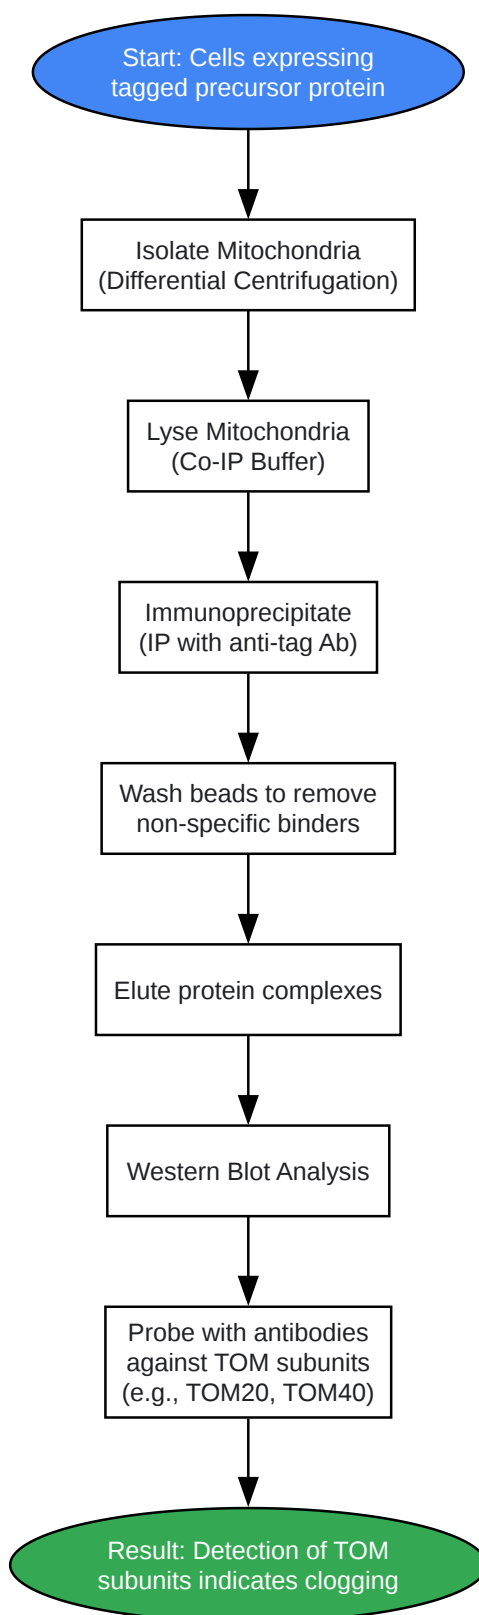 Start: Cells expressing
tagged precursor protein
Isolate Mitochondria
(Differential Centrifugation)
Lyse Mitochondria
(Co-IP Buffer)
Immunoprecipitate
(IP with anti-tag Ab)
Wash beads to remove
non-specific binders
Elute protein complexes
Western Blot Analysis
Probe with antibodies
against TOM subunits
(e.g., TOM20, TOM40)
Result: Detection of TOM
subunits indicates clogging